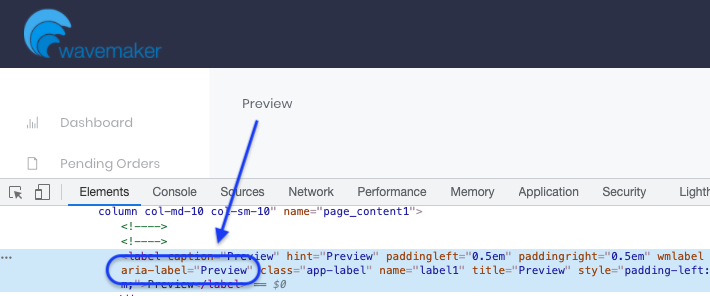 wavemaker
Dashboard
Preview
Pending Orders
Elements Console Sources Network Performance Memory Application Security Lighth
column col-md-10 col-sm-10" name="page_content1">
<!---->
<!---->
<label caption="Preview" hint="Preview" paddingleft="0.5em" paddingright="0.5em" wmlabel
aria-label="Preview" class="app-label" name="label1" title="Preview" style="padding-left:
m;">Preview</label> == $0
</div>